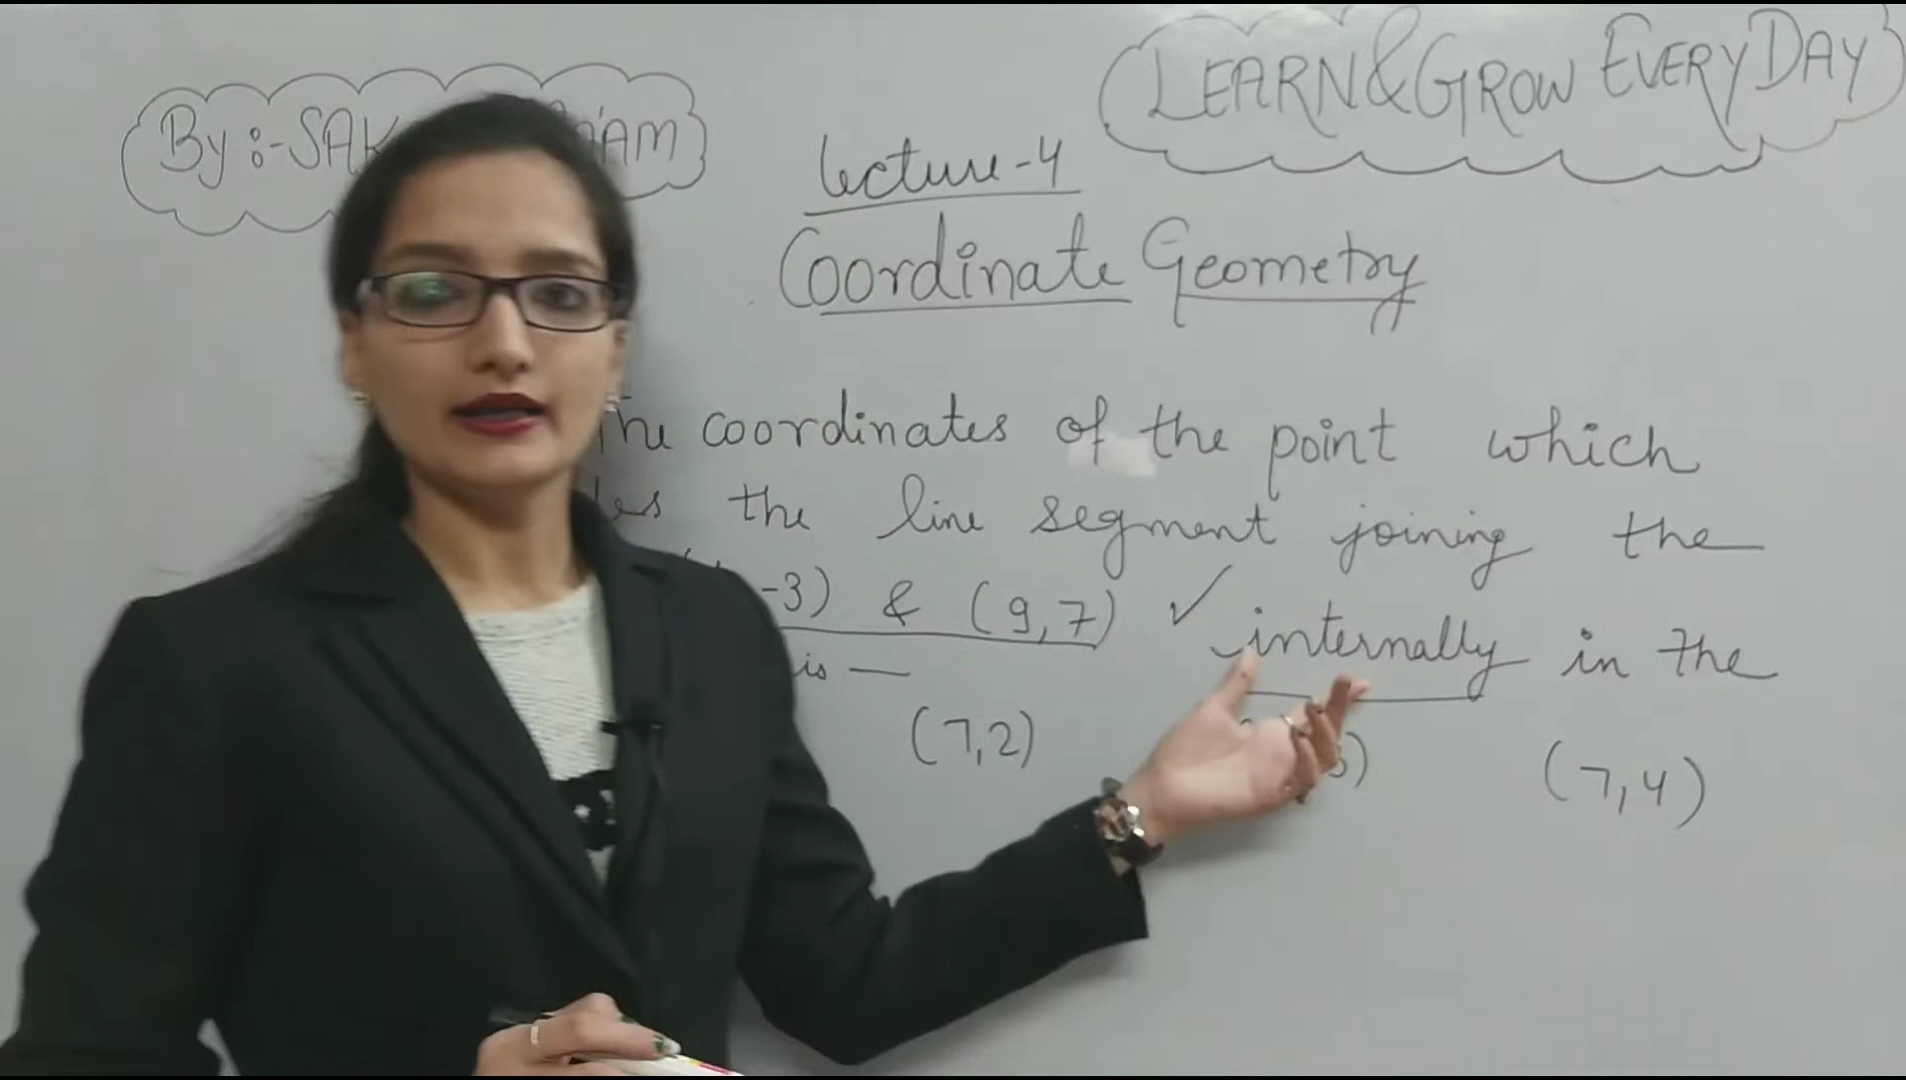 By:- SAK AM
LEARN & GROW EVERYDAY
Lecture-4
Coordinate Geometry
The coordinates of the point which
the line segment joining the
-3) & (9,7) ✓ internally in the
is —
(7,2) (7,4)